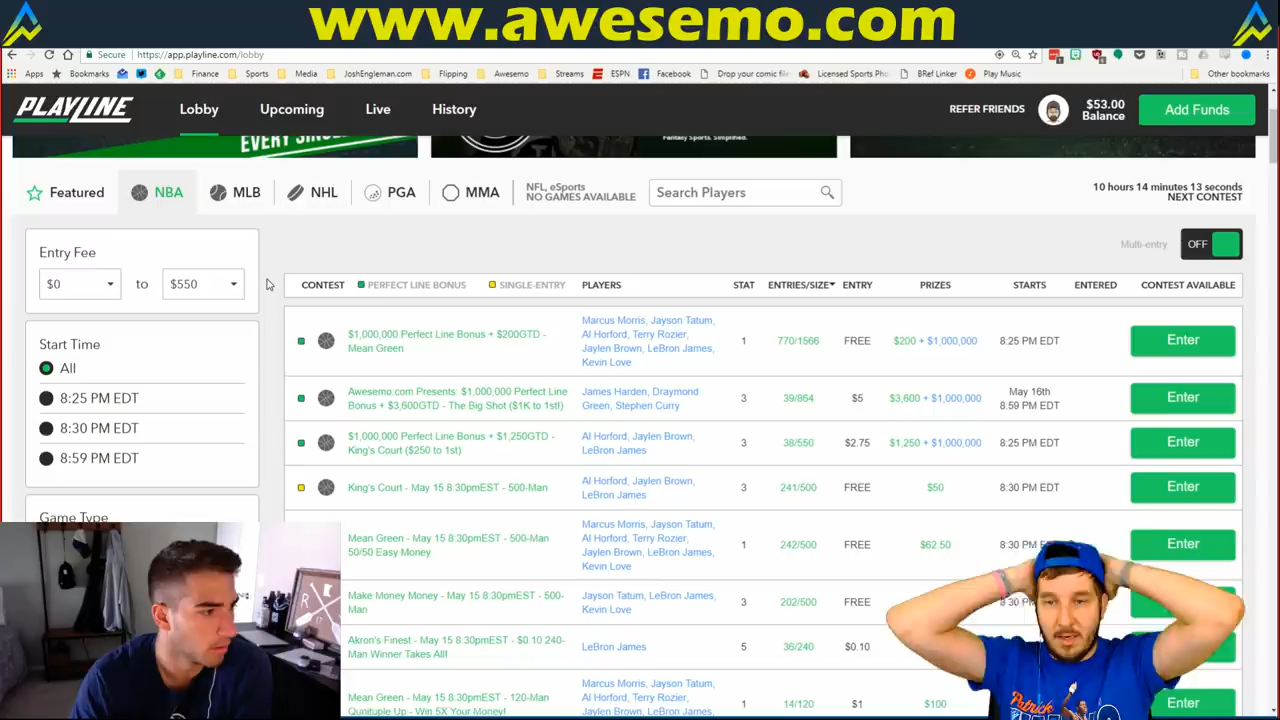 www.awesemo.com
Secure https://app.playline.com/lobby
Apps Bookmarks Finance Sports Media JoshEngleman.com Flipping Awesemo Streams ESPN Facebook Drop your comic file Licensed Sports Pho BRef Linker Play Music Other bookmarks
PLAYLINE Lobby Upcoming Live History REFER FRIENDS $53.00 Balance Add Funds
EVERY SINGLE
Fantasy Sports. Simplified.
Featured NBA MLB NHL PGA MMA NFL, eSports NO GAMES AVAILABLE Search Players 10 hours 14 minutes 13 seconds NEXT CONTEST
Entry Fee
$0 to $550
Start Time
All
8:25 PM EDT
8:30 PM EDT
8:59 PM EDT
Game Type
Multi-entry OFF
CONTEST PERFECT LINE BONUS SINGLE-ENTRY PLAYERS STAT ENTRIES/SIZE ENTRY PRIZES STARTS ENTERED CONTEST AVAILABLE
$1,000,000 Perfect Line Bonus + $200GTD -
Mean Green
Marcus Morris, Jayson Tatum,
Al Horford, Terry Rozier,
Jaylen Brown, LeBron James,
Kevin Love
1 770/1566 FREE $200 + $1,000,000 8:25 PM EDT Enter
Awesemo.com Presents: $1,000,000 Perfect Line
Bonus + $3,600GTD - The Big Shot ($1K to 1st!)
James Harden, Draymond
Green, Stephen Curry
3 39/864 $5 $3,600 + $1,000,000 May 16th 8:59 PM EDT Enter
$1,000,000 Perfect Line Bonus + $1,250GTD -
King's Court ($250 to 1st)
Al Horford, Jaylen Brown,
LeBron James
3 38/550 $2.75 $1,250 + $1,000,000 8:25 PM EDT Enter
King's Court - May 15 8:30pmEST - 500-Man
Al Horford, Jaylen Brown,
LeBron James
3 241/500 FREE $50 8:30 PM EDT Enter
Mean Green - May 15 8:30pmEST - 500-Man
50/50 Easy Money
Marcus Morris, Jayson Tatum,
Al Horford, Terry Rozier,
Jaylen Brown, LeBron James,
Kevin Love
1 242/500 FREE $62.50 8:30 PM EDT Enter
Make Money Money - May 15 8:30pmEST - 500-
Man
Jayson Tatum, LeBron James,
Kevin Love
3 202/500 FREE 8:30 PM
Akron's Finest - May 15 8:30pmEST - $0.10 240-
Man Winner Takes All!
LeBron James
5 36/240 $0.10
Mean Green - May 15 8:30pmEST - 120-Man
Quintuple Up - Win 5X Your Money!
Marcus Morris, Jayson Tatum,
Al Horford, Terry Rozier,
Jaylen Brown, LeBron James,
1 14/120 $1 $100 Enter
Patrick